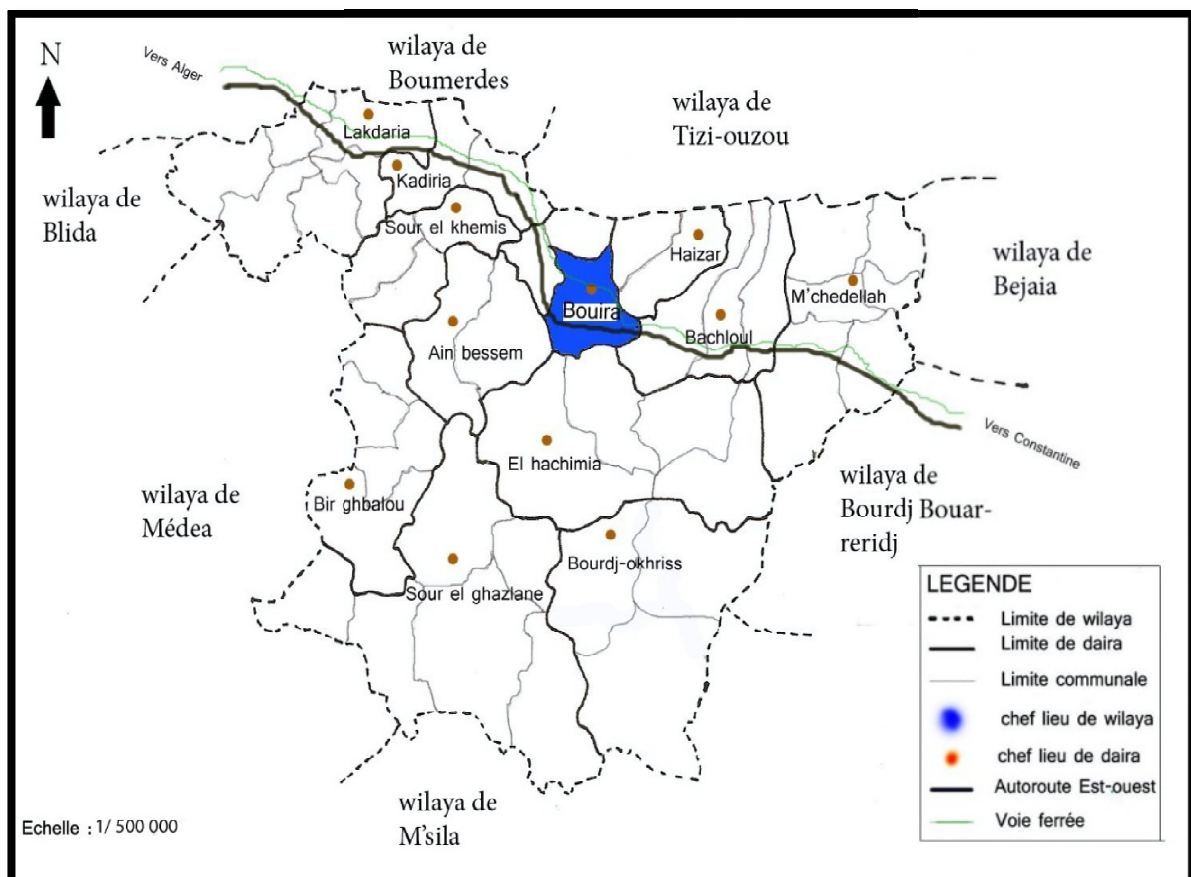 N
Vers Alger
wilaya de
Boumerdes
wilaya de
Tizi-ouzou
wilaya de
Blida
Lakdaria
Kadiria
Sour el khemis
Haizar
wilaya de
Bejaia
M'chedellah
Bouira
Bachloul
Ain bessem
Vers Constantine
El hachimia
wilaya de
Médea
Bir ghbalou
wilaya de
Bourdj Bouar-
reridj
Bourdj-okhriss
Sour el ghazlane
wilaya de
M'sila
Echelle : 1/ 500 000
LEGENDE
Limite de wilaya
Limite de daira
Limite communale
chef lieu de wilaya
chef lieu de daira
Autoroute Est-ouest
Voie ferrée